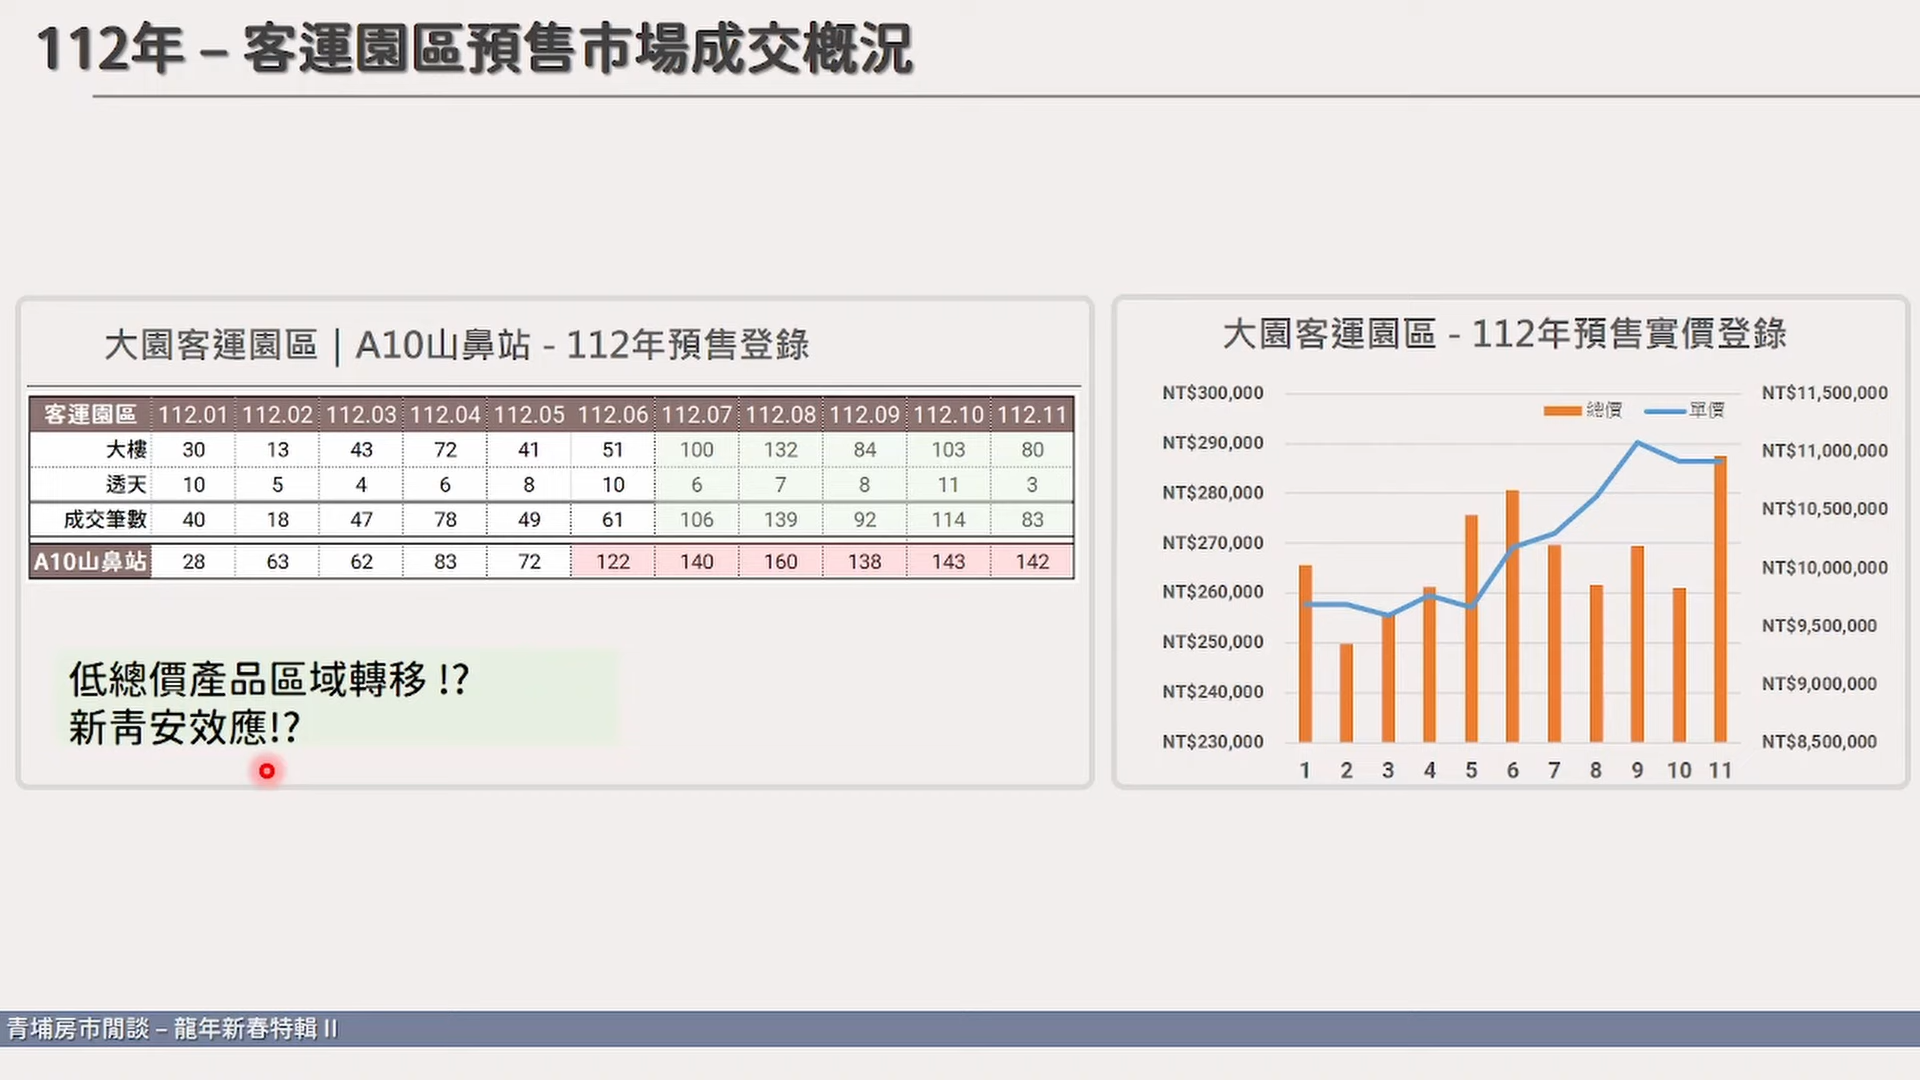 112年 – 客運園區預售市場成交概況
大園客運園區 | A10山鼻站 - 112年預售登錄
客運園區 112.01 112.02 112.03 112.04 112.05 112.06 112.07 112.08 112.09 112.10 112.11
大樓 30 13 43 72 41 51 100 132 84 103 80
透天 10 5 4 6 8 10 6 7 8 11 3
成交筆數 40 18 47 78 49 61 106 139 92 114 83
A10山鼻站 28 63 62 83 72 122 140 160 138 143 142
低總價產品區域轉移 !?
新青安效應!?
大園客運園區 - 112年預售實價登錄
總價 單價
NT$300,000
NT$290,000
NT$280,000
NT$270,000
NT$260,000
NT$250,000
NT$240,000
NT$230,000
NT$11,500,000
NT$11,000,000
NT$10,500,000
NT$10,000,000
NT$9,500,000
NT$9,000,000
NT$8,500,000
1 2 3 4 5 6 7 8 9 10 11
青埔房市閒談 – 龍年新春特輯 II